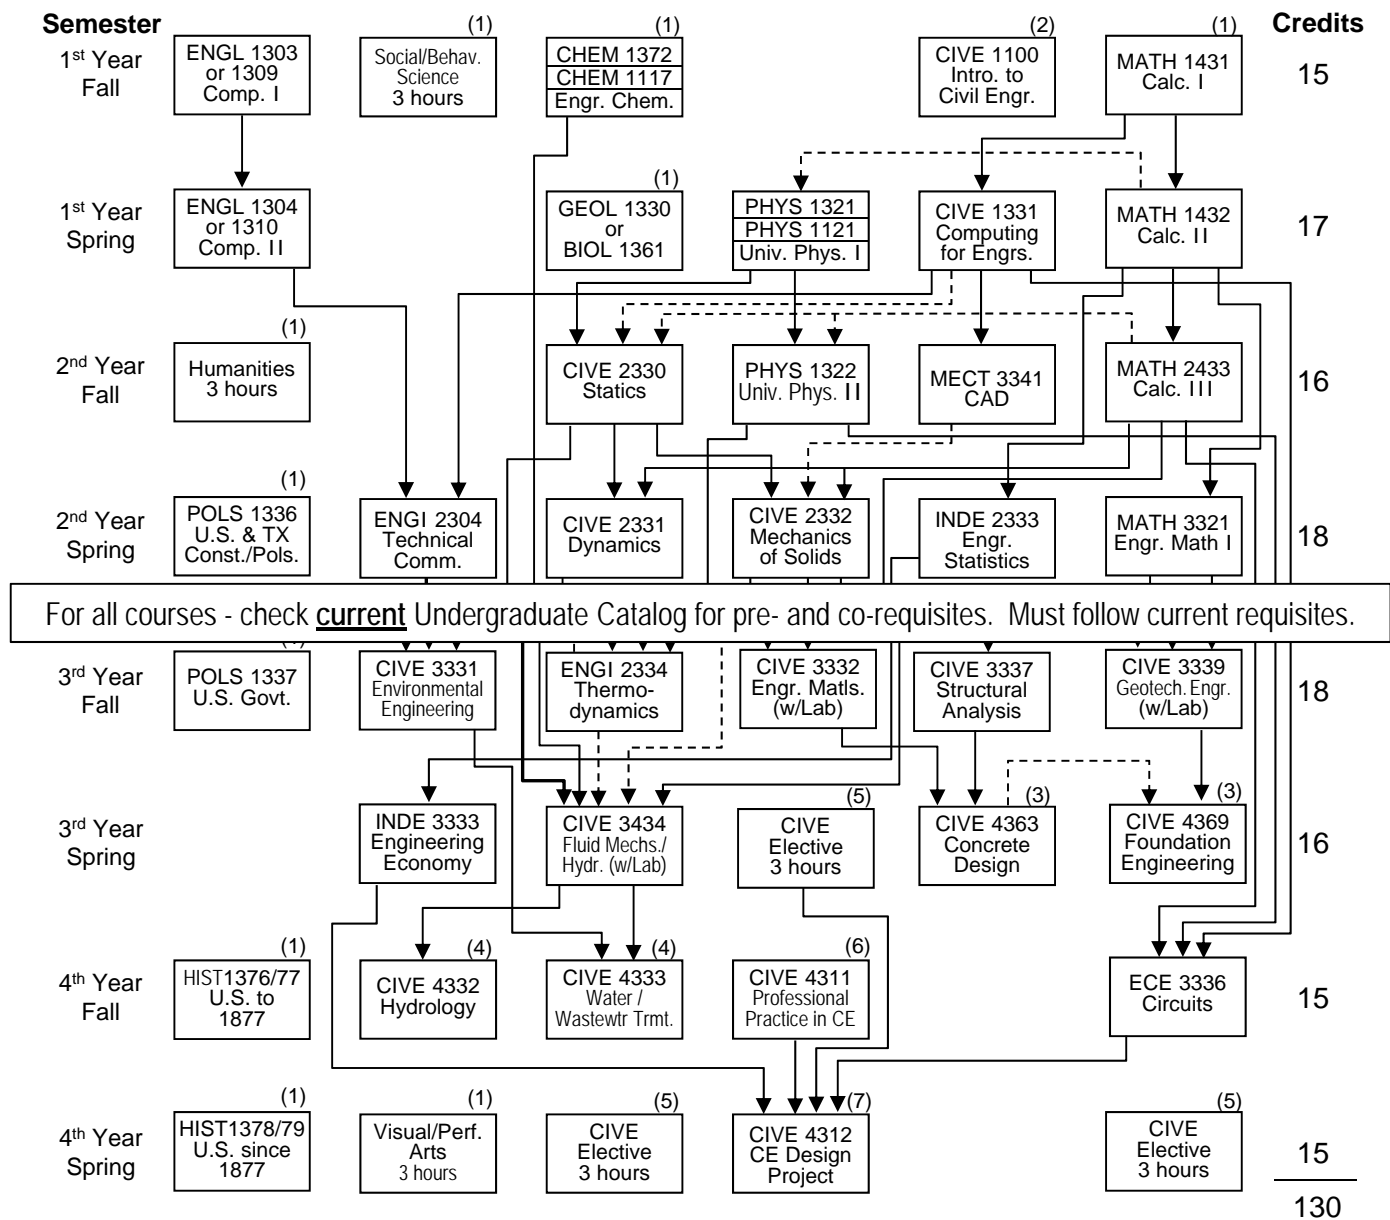 Semester
Credits
1st Year
Fall
ENGL 1303
or 1309
Comp. I
(1)
Social/Behav.
Science
3 hours
(1)
CHEM 1372
CHEM 1117
Engr. Chem.
(2)
CIVE 1100
Intro. to
Civil Engr.
(1)
MATH 1431
Calc. I
15
1st Year
Spring
ENGL 1304
or 1310
Comp. II
(1)
GEOL 1330
or
BIOL 1361
PHYS 1321
PHYS 1121
Univ. Phys. I
CIVE 1331
Computing
for Engrs.
MATH 1432
Calc. II
17
2nd Year
Fall
(1)
Humanities
3 hours
CIVE 2330
Statics
PHYS 1322
Univ. Phys. II
MECT 3341
CAD
MATH 2433
Calc. III
16
2nd Year
Spring
(1)
POLS 1336
U.S. & TX
Const./Pols.
ENGI 2304
Technical
Comm.
CIVE 2331
Dynamics
CIVE 2332
Mechanics
of Solids
INDE 2333
Engr.
Statistics
MATH 3321
Engr. Math I
18
For all courses - check current Undergraduate Catalog for pre- and co-requisites. Must follow current requisites.
3rd Year
Fall
POLS 1337
U.S. Govt.
CIVE 3331
Environmental
Engineering
ENGI 2334
Thermo-
dynamics
CIVE 3332
Engr. Matls.
(w/Lab)
CIVE 3337
Structural
Analysis
CIVE 3339
Geotech. Engr.
(w/Lab)
18
3rd Year
Spring
INDE 3333
Engineering
Economy
CIVE 3434
Fluid Mechs./
Hydr. (w/Lab)
(5)
CIVE
Elective
3 hours
(3)
CIVE 4363
Concrete
Design
(3)
CIVE 4369
Foundation
Engineering
16
4th Year
Fall
(1)
HIST1376/77
U.S. to
1877
(4)
CIVE 4332
Hydrology
(4)
CIVE 4333
Water /
Wastewtr Trmt.
(6)
CIVE 4311
Professional
Practice in CE
ECE 3336
Circuits
15
4th Year
Spring
(1)
HIST1378/79
U.S. since
1877
(1)
Visual/Perf.
Arts
3 hours
(5)
CIVE
Elective
3 hours
(7)
CIVE 4312
CE Design
Project
(5)
CIVE
Elective
3 hours
15
130